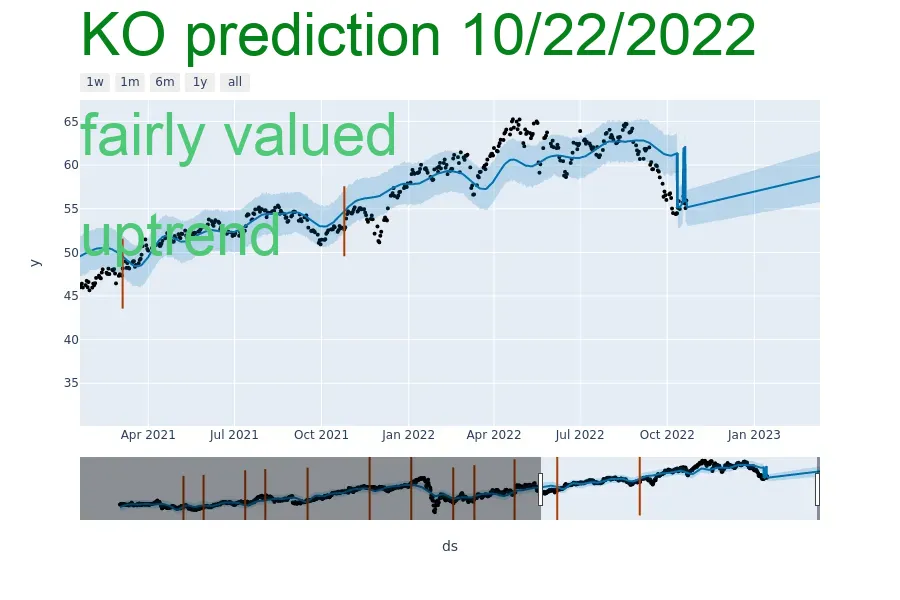 KO prediction 10/22/2022
1w 1m 6m 1y all
fairly valued
uptrend
65
60
55
50
45
40
35
y
Apr 2021 Jul 2021 Oct 2021 Jan 2022 Apr 2022 Jul 2022 Oct 2022 Jan 2023
ds